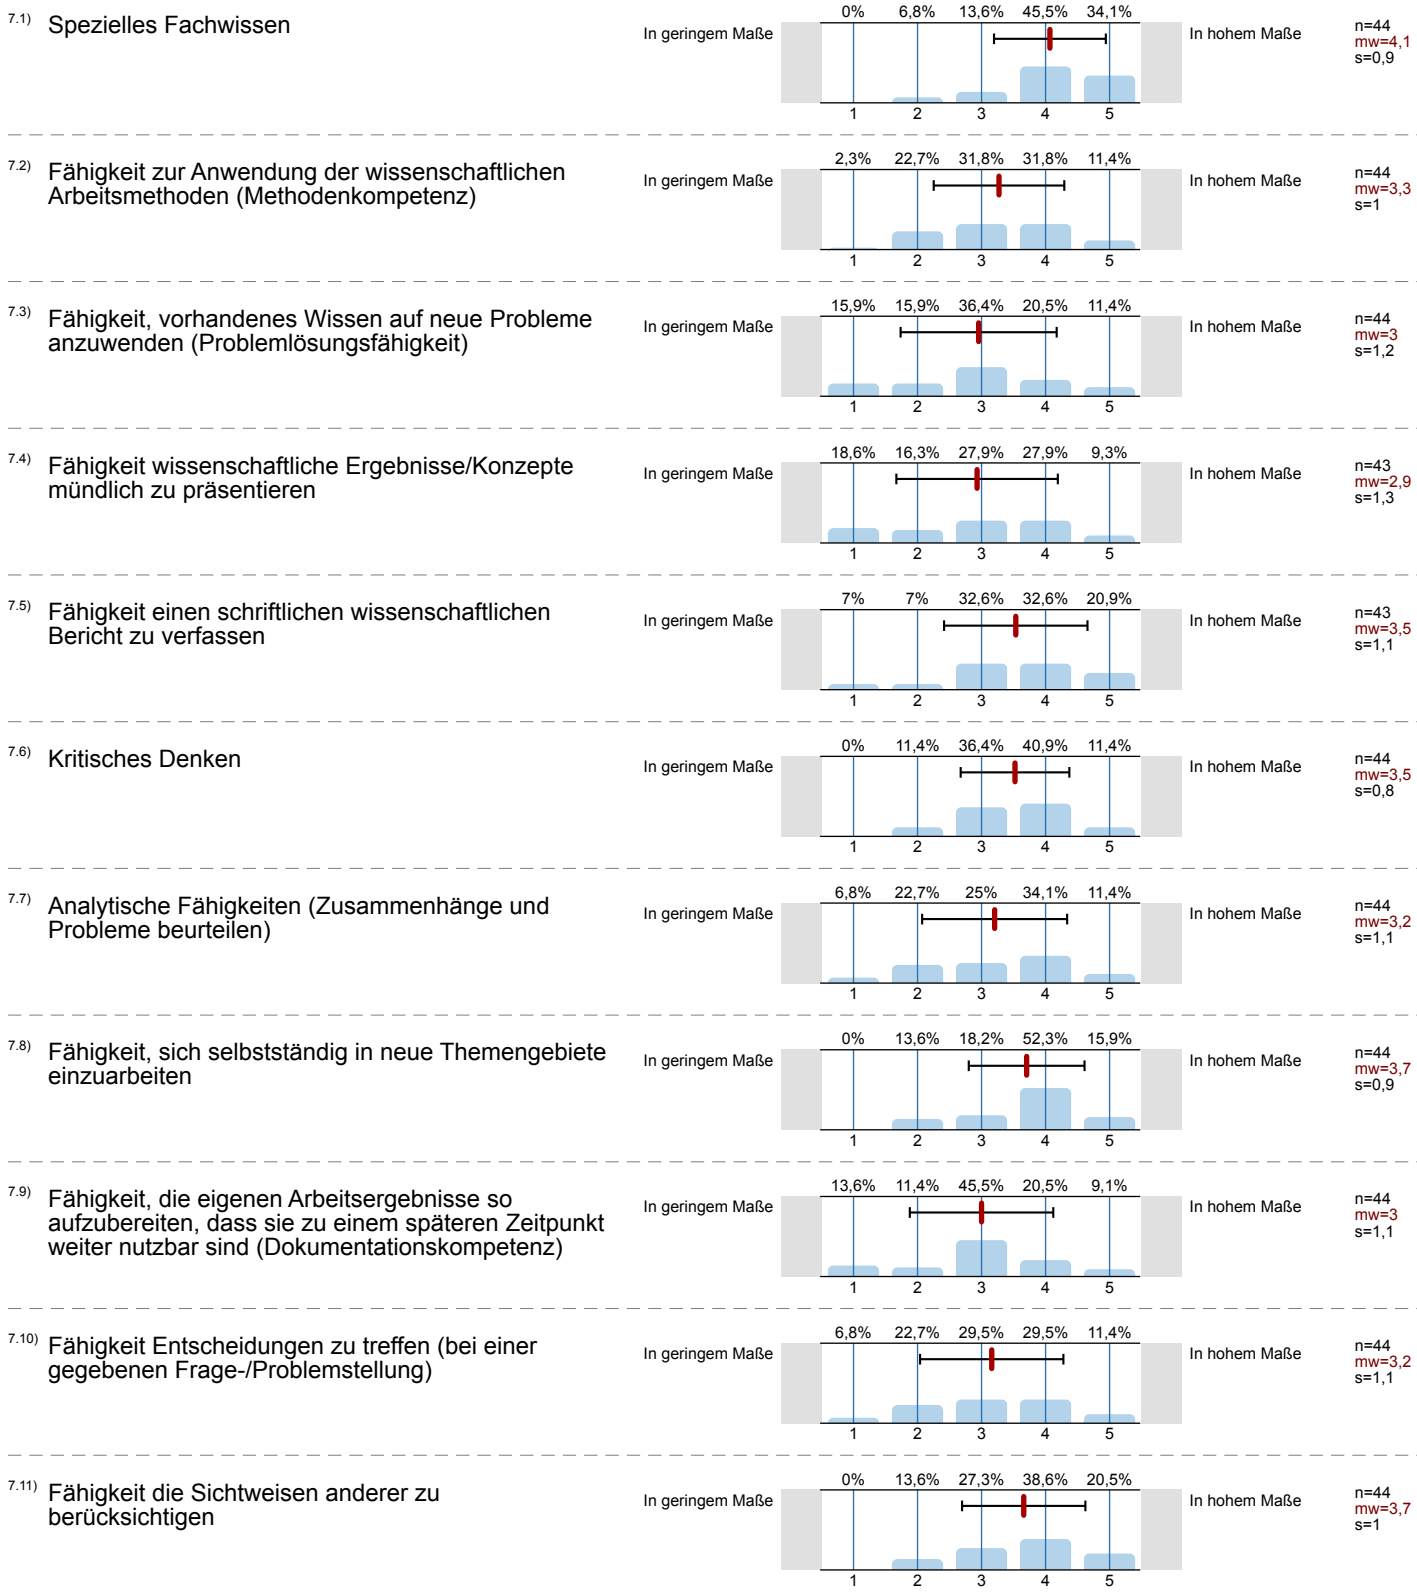 0% 6,8% 13,6% 45,5% 34,1%
7.1) Spezielles Fachwissen
In geringem Maße
In hohem Maße
n=44
mw=4,1
s=0,9
1 2 3 4 5
2,3% 22,7% 31,8% 31,8% 11,4%
7.2) Fähigkeit zur Anwendung der wissenschaftlichen
Arbeitsmethoden (Methodenkompetenz)
In geringem Maße
In hohem Maße
n=44
mw=3,3
s=1
1 2 3 4 5
15,9% 15,9% 36,4% 20,5% 11,4%
7.3) Fähigkeit, vorhandenes Wissen auf neue Probleme
anzuwenden (Problemlösungsfähigkeit)
In geringem Maße
In hohem Maße
n=44
mw=3
s=1,2
1 2 3 4 5
18,6% 16,3% 27,9% 27,9% 9,3%
7.4) Fähigkeit wissenschaftliche Ergebnisse/Konzepte
mündlich zu präsentieren
In geringem Maße
In hohem Maße
n=43
mw=2,9
s=1,3
1 2 3 4 5
7% 7% 32,6% 32,6% 20,9%
7.5) Fähigkeit einen schriftlichen wissenschaftlichen
Bericht zu verfassen
In geringem Maße
In hohem Maße
n=43
mw=3,5
s=1,1
1 2 3 4 5
0% 11,4% 36,4% 40,9% 11,4%
7.6) Kritisches Denken
In geringem Maße
In hohem Maße
n=44
mw=3,5
s=0,8
1 2 3 4 5
6,8% 22,7% 25% 34,1% 11,4%
7.7) Analytische Fähigkeiten (Zusammenhänge und
Probleme beurteilen)
In geringem Maße
In hohem Maße
n=44
mw=3,2
s=1,1
1 2 3 4 5
0% 13,6% 18,2% 52,3% 15,9%
7.8) Fähigkeit, sich selbstständig in neue Themengebiete
einzuarbeiten
In geringem Maße
In hohem Maße
n=44
mw=3,7
s=0,9
1 2 3 4 5
13,6% 11,4% 45,5% 20,5% 9,1%
7.9) Fähigkeit, die eigenen Arbeitsergebnisse so
aufzubereiten, dass sie zu einem späteren Zeitpunkt
weiter nutzbar sind (Dokumentationskompetenz)
In geringem Maße
In hohem Maße
n=44
mw=3
s=1,1
1 2 3 4 5
6,8% 22,7% 29,5% 29,5% 11,4%
7.10) Fähigkeit Entscheidungen zu treffen (bei einer
gegebenen Frage-/Problemstellung)
In geringem Maße
In hohem Maße
n=44
mw=3,2
s=1,1
1 2 3 4 5
0% 13,6% 27,3% 38,6% 20,5%
7.11) Fähigkeit die Sichtweisen anderer zu
berücksichtigen
In geringem Maße
In hohem Maße
n=44
mw=3,7
s=1
1 2 3 4 5